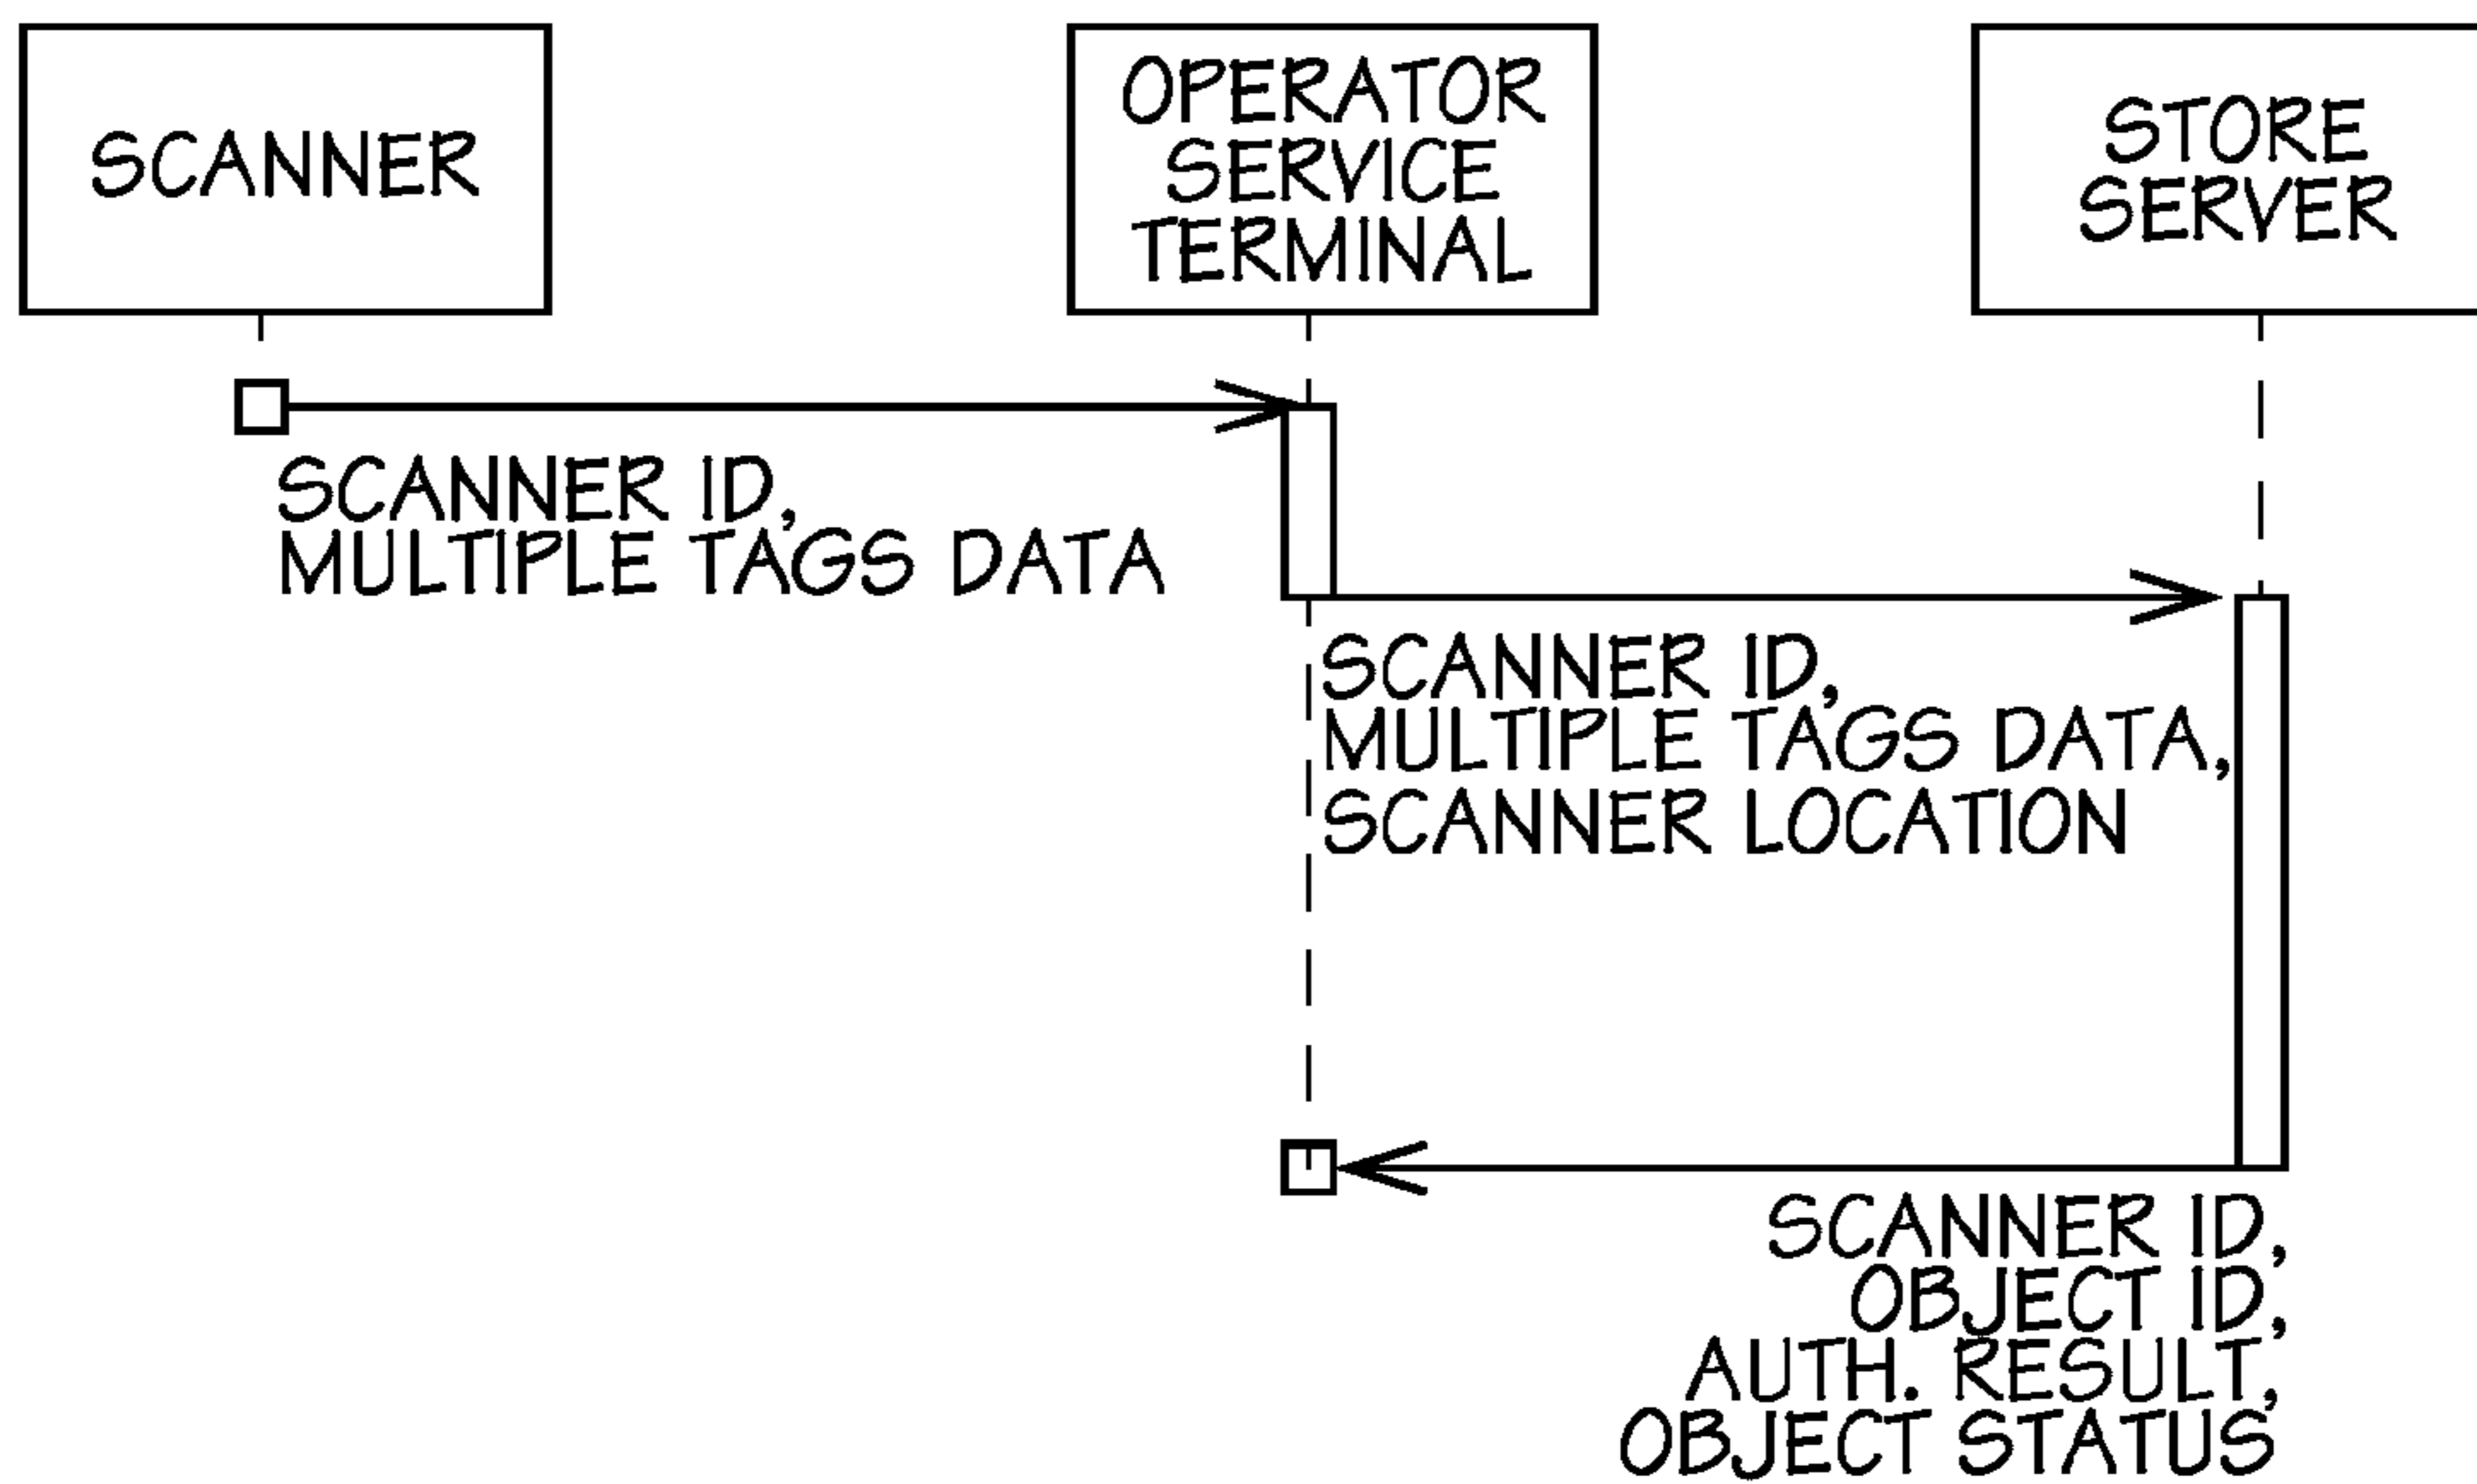 SCANNER
OPERATOR
SERVICE
TERMINAL
STORE
SERVER
SCANNER ID,
MULTIPLE TAGS DATA
SCANNER ID,
MULTIPLE TAGS DATA,
SCANNER LOCATION
SCANNER ID,
OBJECT ID,
AUTH. RESULT,
OBJECT STATUS